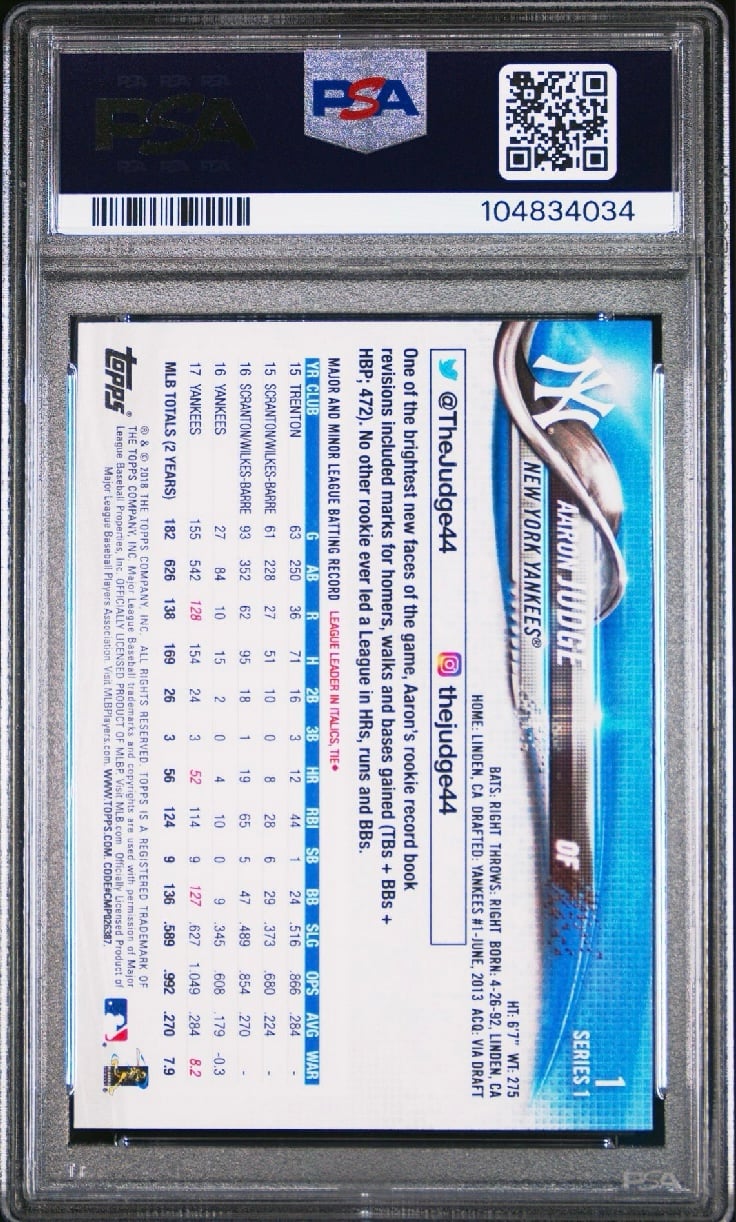 PSA PSA PSA
PSA
PSA PSA PSA
PSA
104834034
1
SERIES 1
NY
AARON JUDGE OF
NEW YORK YANKEES®
HT: 6'7" WT: 275
BATS: RIGHT THROWS: RIGHT BORN: 4-26-92, LINDEN, CA
HOME: LINDEN, CA DRAFTED: YANKEES #1-JUNE, 2013 ACQ: VIA DRAFT
@TheJudge44 thejudge44
One of the brightest new faces of the game, Aaron's rookie record book
revisions included marks for homers, walks and bases gained (TBs + BBs +
HBP; 472). No other rookie ever led a League in HRs, runs and BBs.
MAJOR AND MINOR LEAGUE BATTING RECORD LEAGUE LEADER IN ITALICS, TIE♦
YR CLUB G AB R H 2B 3B HR RBI SB BB SLG OPS AVG WAR
15 TRENTON 63 250 36 71 16 3 12 44 1 24 .516 .866 .284 -
15 SCRANTON/WILKES-BARRE 61 228 27 51 10 0 8 28 6 29 .373 .680 .224 -
16 SCRANTON/WILKES-BARRE 93 352 62 95 18 1 19 65 5 47 .489 .854 .270 -
16 YANKEES 27 84 10 15 2 0 4 10 0 9 .345 .608 .179 -0.3
17 YANKEES 155 542 128 154 24 3 52 114 9 127 .627 1.049 .284 8.2
MLB TOTALS (2 YEARS) 182 626 138 169 26 3 56 124 9 136 .589 .992 .270 7.9
topps®
® & © 2018 THE TOPPS COMPANY, INC. ALL RIGHTS RESERVED. TOPPS IS A REGISTERED TRADEMARK OF
THE TOPPS COMPANY, INC. Major League Baseball trademarks and copyrights are used with permission of Major
League Baseball Properties, Inc. OFFICIALLY LICENSED PRODUCT OF MLBP. Visit MLB.com. Officially Licensed Product of
Major League Baseball Players Association. Visit MLBPlayers.com. WWW.TOPPS.COM. CODE#CMP026387.
PSA